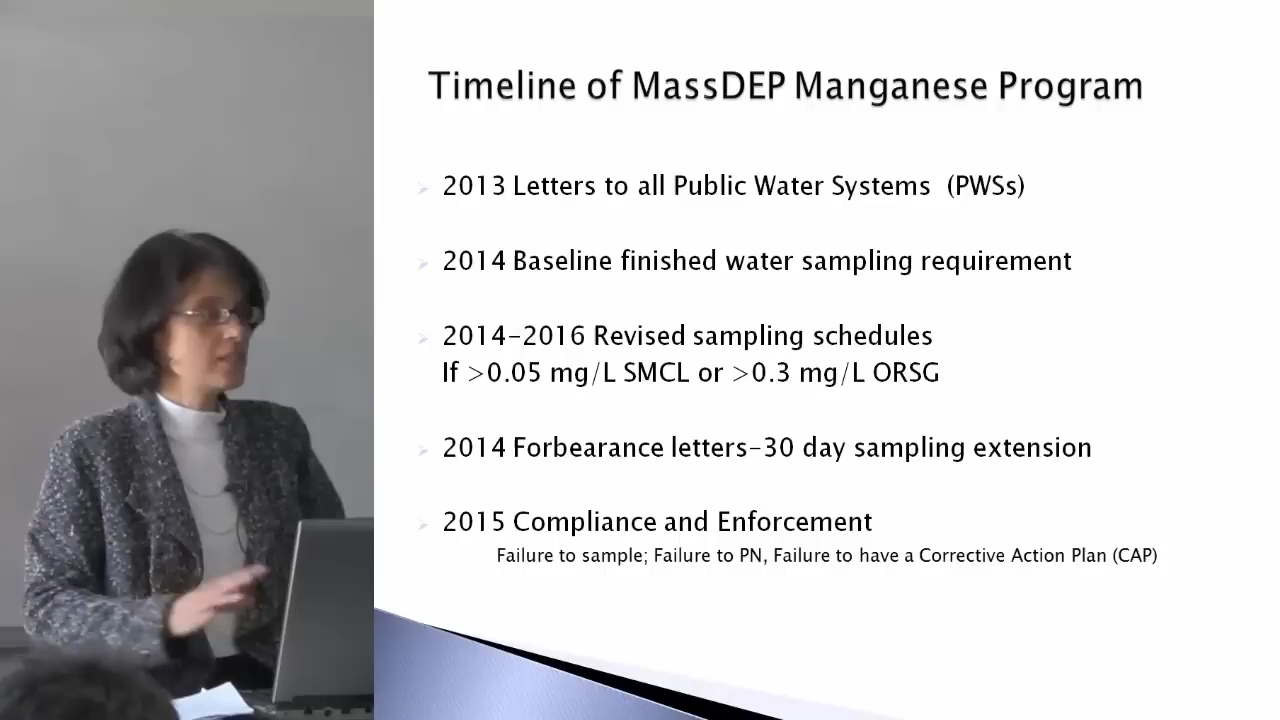 Timeline of MassDEP Manganese Program
2013 Letters to all Public Water Systems (PWSs)
2014 Baseline finished water sampling requirement
2014-2016 Revised sampling schedules
If >0.05 mg/L SMCL or >0.3 mg/L ORSG
2014 Forbearance letters-30 day sampling extension
2015 Compliance and Enforcement
Failure to sample; Failure to PN, Failure to have a Corrective Action Plan (CAP)